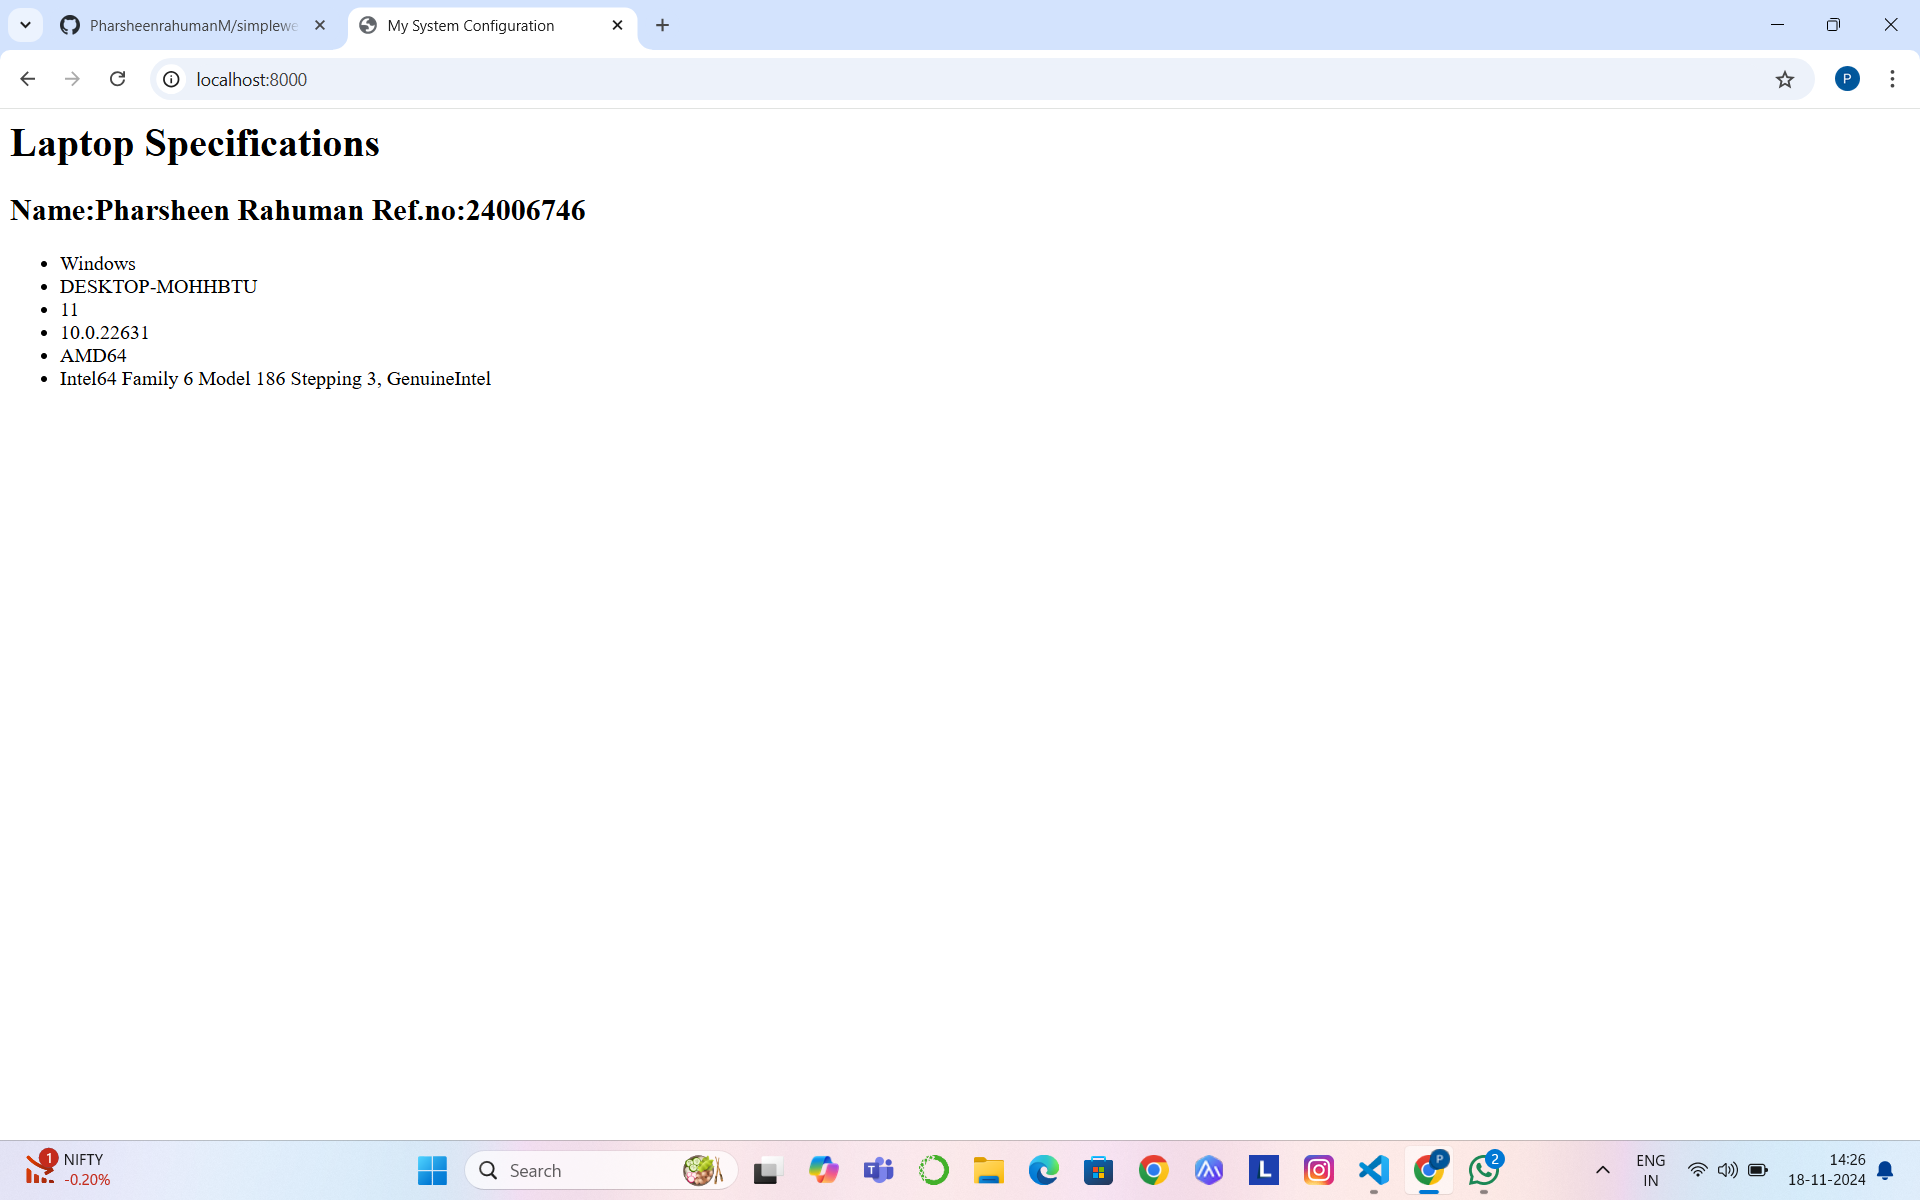 PharsheenrahumanM/simplewe
My System Configuration
localhost:8000
P
Laptop Specifications
Name:Pharsheen Rahuman Ref.no:24006746
Windows
DESKTOP-MOHHBTU
11
10.0.22631
AMD64
Intel64 Family 6 Model 186 Stepping 3, GenuineIntel
1
NIFTY
-0.20%
Search
T
L
P
2
ENG
IN
14:26
18-11-2024